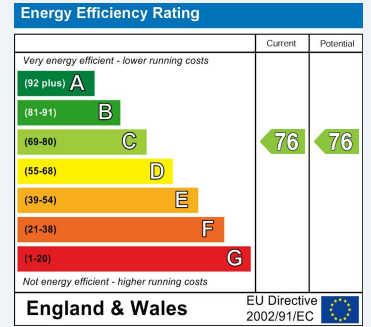 Energy Efficiency Rating
Current Potential
Very energy efficient - lower running costs
(92 plus) A
(81-91) B
(69-80) C 76 76
(55-68) D
(39-54) E
(21-38) F
(1-20) G
Not energy efficient - higher running costs
England & Wales
EU Directive
2002/91/EC